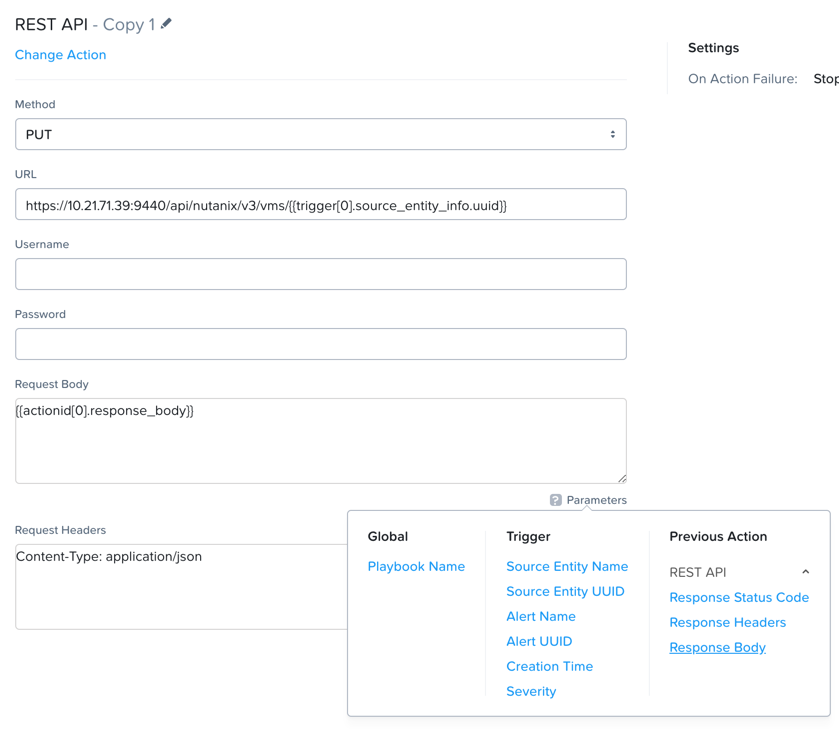 REST API - Copy 1
Change Action
Settings
On Action Failure: Stop
Method
PUT
URL
https://10.21.71.39:9440/api/nutanix/v3/vms/{{trigger[0].source_entity_info.uuid}}
Username
Password
Request Body
{{actionid[0].response_body}}
? Parameters
Request Headers
Content-Type: application/json
Global
Playbook Name
Trigger
Source Entity Name
Source Entity UUID
Alert Name
Alert UUID
Creation Time
Severity
Previous Action
REST API
Response Status Code
Response Headers
Response Body